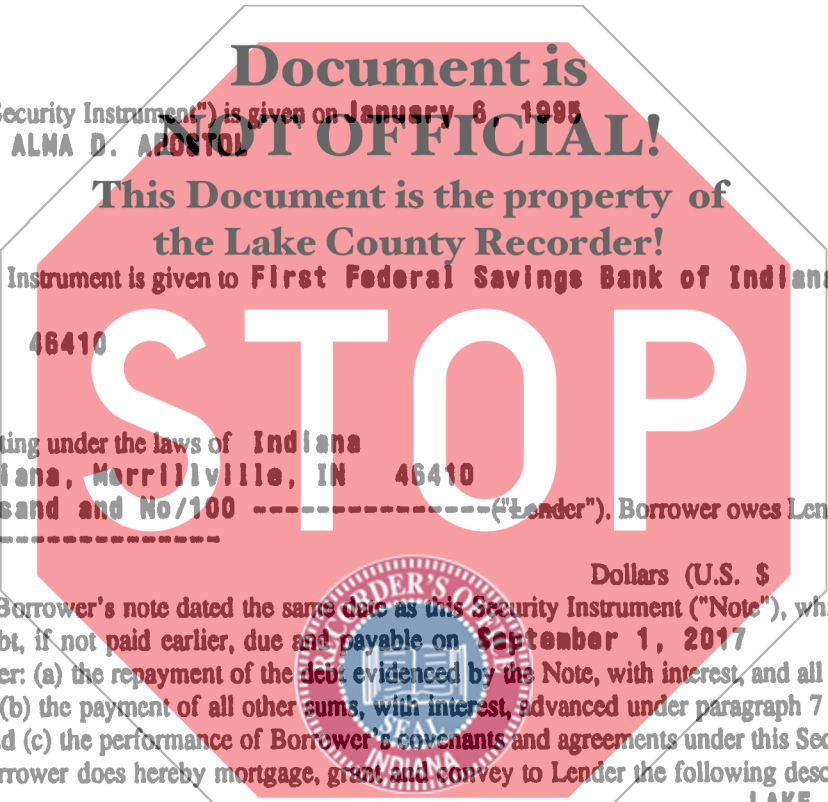 Document is
Security Instrument") is given on January 6, 1995
NOT OFFICIAL!
ALMA D. APOSTOL
This Document is the property of
the Lake County Recorder!
Instrument is given to First Federal Savings Bank of Indiana
46410
STOP
ting under the laws of Indiana
iana, Merrillville, IN 46410
sand and No/100 ----------------("Lender"). Borrower owes Len
---------------
Dollars (U.S. $
RECORDER'S OFFICE
Borrower's note dated the same date as this Security Instrument ("Note"), whi
bt, if not paid earlier, due and payable on September 1, 2017
er: (a) the repayment of the debt evidenced by the Note, with interest, and all
(b) the payment of all other sums, with interest, advanced under paragraph 7
SEAL
d (c) the performance of Borrower's covenants and agreements under this Sec
INDIANA
rrower does hereby mortgage, grant and convey to Lender the following desc
LAKE